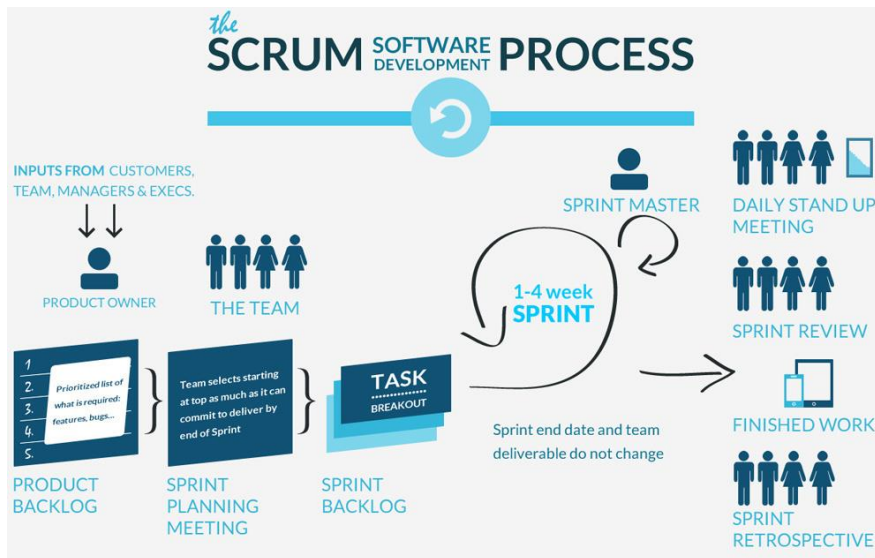 the
SCRUM SOFTWARE DEVELOPMENT PROCESS
INPUTS FROM CUSTOMERS,
TEAM, MANAGERS & EXECS.
PRODUCT OWNER
THE TEAM
1
2.
3.
4.
5.
Prioritized list of
what is required:
features, bugs...
PRODUCT
BACKLOG
Team selects starting
at top as much as it can
commit to deliver by
end of Sprint
SPRINT
PLANNING
MEETING
TASK
BREAKOUT
SPRINT
BACKLOG
SPRINT MASTER
1-4 week
SPRINT
Sprint end date and team
deliverable do not change
DAILY STAND UP
MEETING
SPRINT REVIEW
FINISHED WORK
SPRINT
RETROSPECTIVE